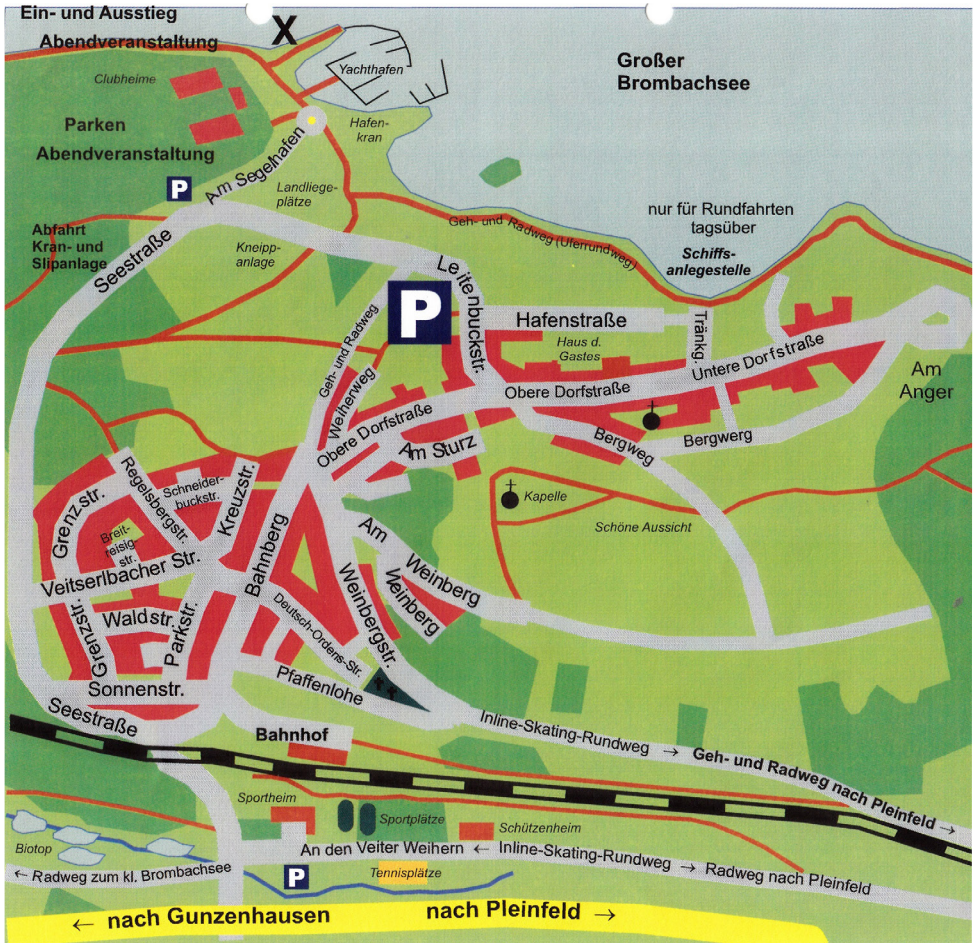 Ein- und Ausstieg
X
Abendveranstaltung
Clubheime
Yachthafen
Großer
Brombachsee
Parken
Abendveranstaltung
Hafen-
kran
Am Segelhafen
P
Landliege-
plätze
nur für Rundfahrten
tagsüber
Schiffs-
anlegestelle
Geh- und Radweg (Uferrundweg)
Abfahrt
Kran- und
Slipanlage
Seestraße
Kneipp-
anlage
Leitenbuckstr.
P
Hafenstraße
Tränkg.
Haus d.
Gastes
Untere Dorfstraße
Am
Anger
Geh- und Radweg
Weiherweg
Obere Dorfstraße
Obere Dorfstraße
Am Sturz
Bergweg
Bergwerg
Kapelle
Schöne Aussicht
Grenzstr.
Regelsbergstr.
Schneider-
buckstr.
Kreuzstr.
Breit-
reisig-
str.
Bahnberg
Am
Weinberg
Weinberg
Weinbergstr.
Veitserlbacher Str.
Grenzstr.
Waldstr.
Parkstr.
Deutsch-Ordens-Str.
Sonnenstr.
Pfaffenlohe
Seestraße
Bahnhof
Inline-Skating-Rundweg → Geh- und Radweg nach Pleinfeld →
Sportheim
Sportplätze
Schützenheim
Biotop
An den Veiter Weihern ← Inline-Skating-Rundweg → Radweg nach Pleinfeld
← Radweg zum kl. Brombachsee
P
Tennisplätze
← nach Gunzenhausen
nach Pleinfeld →